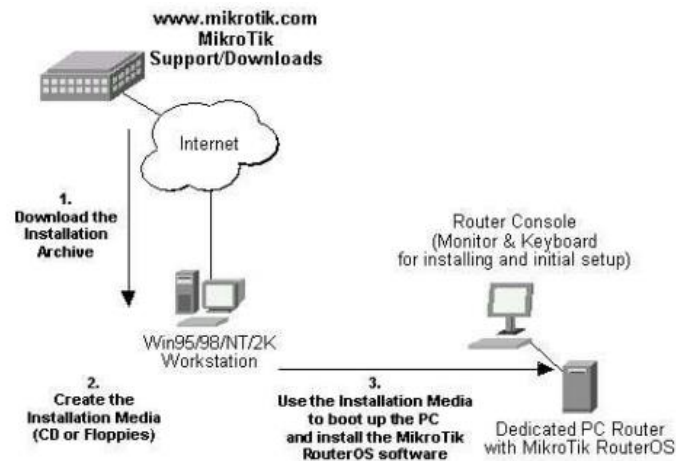 www.mikrotik.com
MikroTik
Support/Downloads
Internet
1.
Download the
Installation
Archive
Router Console
(Monitor & Keyboard
for installing and initial setup)
Win95/98/NT/2K
Workstation
2.
Create the
Installation Media
(CD or Floppies)
3.
Use the Installation Media
to boot up the PC
and install the MikroTik
RouterOS software
Dedicated PC Router
with MikroTik RouterOS